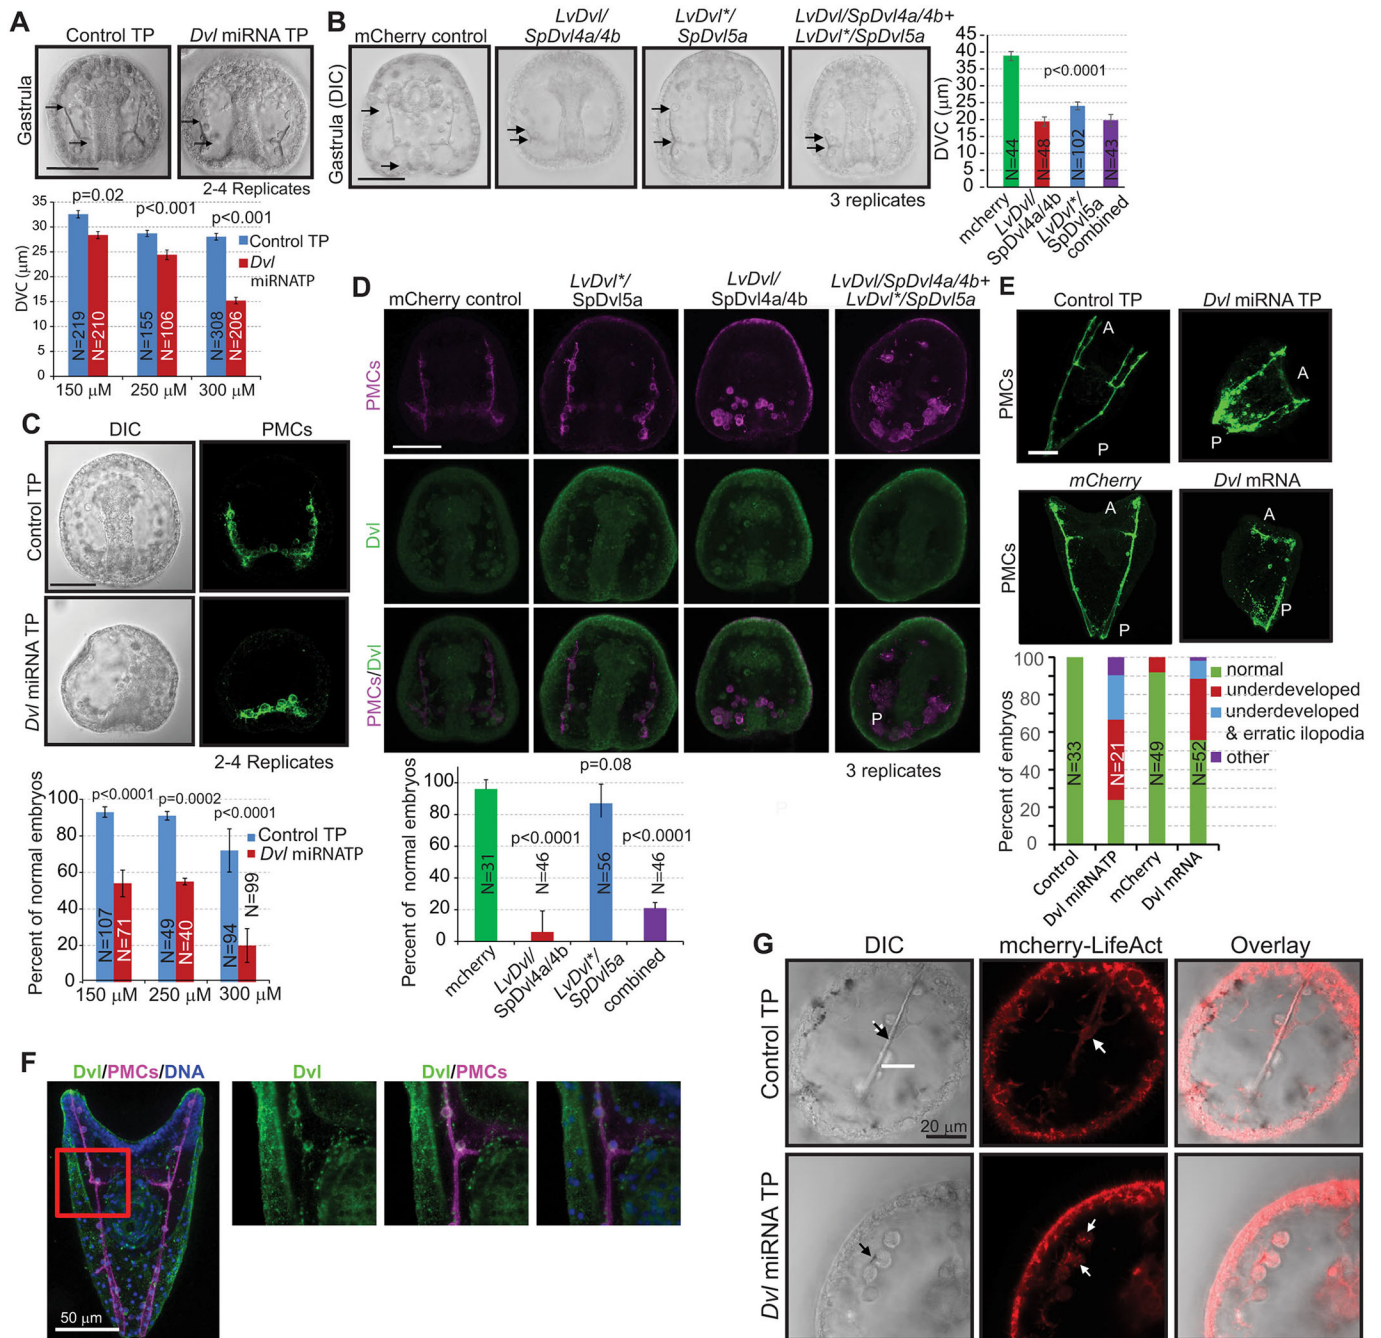 A
Control TP
Dvl miRNA TP
Gastrula
2-4 Replicates
p=0.02
p<0.001
p<0.001
35
30
25
20
15
10
5
0
DVC (µm)
N=219
N=210
N=155
N=106
N=308
N=206
Control TP
Dvl
miRNATP
150 µM
250 µM
300 µM
B
mCherry control
LvDvl/
SpDvl4a/4b
LvDvl*/
SpDvl5a
LvDvl/SpDvl4a/4b+
LvDvl*/SpDvl5a
Gastrula (DIC)
3 replicates
45
40
35
30
25
20
15
10
5
0
DVC (µm)
p<0.0001
N=44
N=48
N=102
N=43
mcherry
LvDvl/
SpDvl4a/4b
LvDvl*/
SpDvl5a
combined
C
DIC
PMCs
Control TP
Dvl miRNA TP
2-4 Replicates
100
80
60
40
20
0
Percent of normal embryos
p<0.0001
p=0.0002
p<0.0001
Control TP
Dvl miRNATP
N=107
N=71
N=49
N=40
N=94
N=99
150 µM
250 µM
300 µM
D
mCherry control
LvDvl*/
SpDvl5a
LvDvl/
SpDvl4a/4b
LvDvl/SpDvl4a/4b+
LvDvl*/SpDvl5a
PMCs
Dvl
PMCs/Dvl
P
3 replicates
100
80
60
40
20
0
Percent of normal embryos
p<0.0001
p=0.08
p<0.0001
N=31
N=46
N=56
N=46
mcherry
LvDvl/
SpDvl4a/4b
LvDvl*/
SpDvl5a
combined
E
Control TP
Dvl miRNA TP
PMCs
A
P
A
P
mCherry
Dvl mRNA
PMCs
A
P
A
P
100
80
60
40
20
0
Percent of embryos
N=33
N=21
N=49
N=52
normal
underdeveloped
underdeveloped
& erratic ilopodia
other
Control
Dvl miRNATP
mCherry
Dvl mRNA
F
Dvl/PMCs/DNA
Dvl
Dvl/PMCs
50 µm
G
DIC
mcherry-LifeAct
Overlay
Control TP
20 µm
Dvl miRNA TP